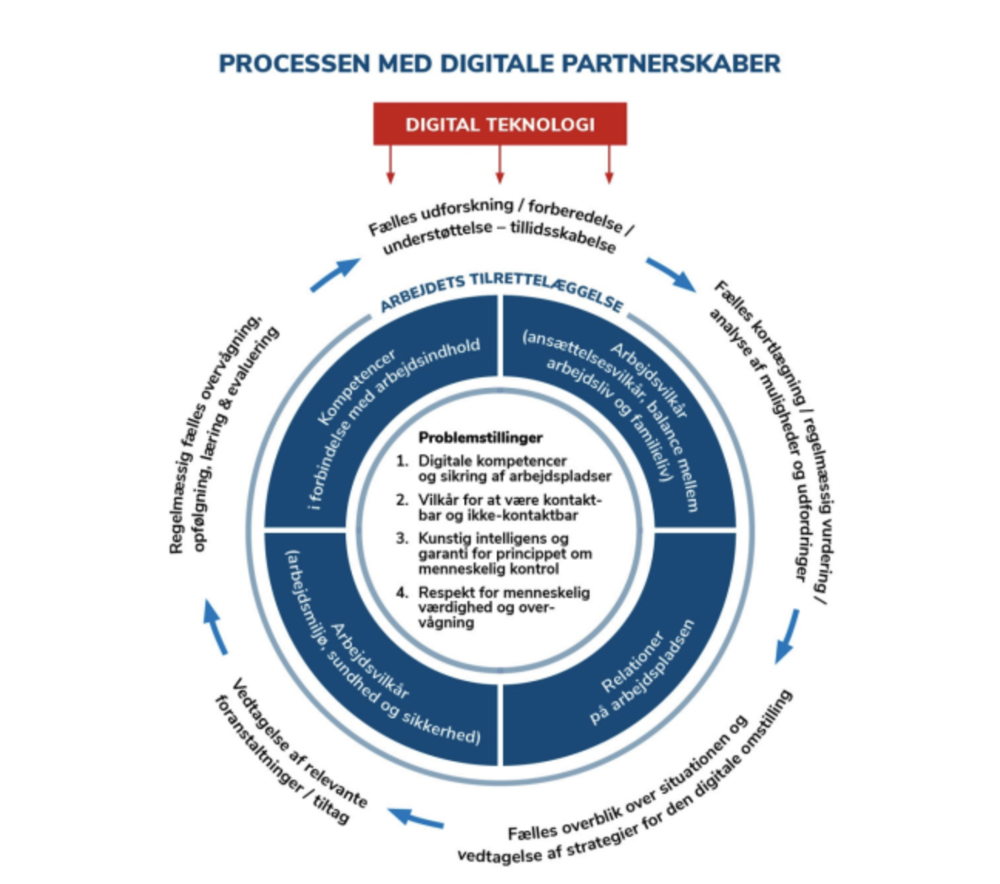 PROCESSEN MED DIGITALE PARTNERSKABER
DIGITAL TEKNOLOGI
Fælles udforskning / forberedelse /
understøttelse – tillidsskabelse
Fælles kortlægning / regelmæssig vurdering /
analyse af muligheder og udfordringer
Fælles overblik over situationen og
vedtagelse af strategier for den digitale omstilling
Vedtagelse af relevante
foranstaltninger / tiltag
Regelmæssig fælles overvågning,
opfølgning, læring & evaluering
ARBEJDETS TILRETTELÆGGELSE
Kompetencer
i forbindelse med arbejdsindhold
Arbejdsvilkår
(ansættelsesvilkår, balance mellem
arbejdsliv og familieliv)
Relationer
på arbejdspladsen
Arbejdsvilkår
(arbejdsmiljø, sundhed og sikkerhed)
Problemstillinger
1. Digitale kompetencer
og sikring af arbejdspladser
2. Vilkår for at være kontakt-
bar og ikke-kontaktbar
3. Kunstig intelligens og
garanti for princippet om
menneskelig kontrol
4. Respekt for menneskelig
værdighed og over-
vågning